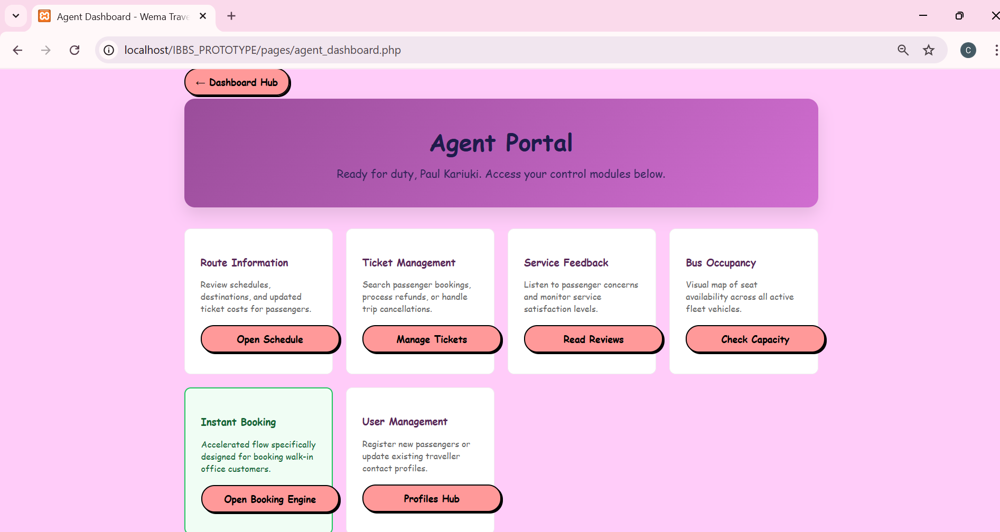 Agent Dashboard - Wema Trave
localhost/IBBS_PROTOTYPE/pages/agent_dashboard.php
C
← Dashboard Hub
Agent Portal
Ready for duty, Paul Kariuki. Access your control modules below.
Route Information
Review schedules,
destinations, and updated
ticket costs for passengers.
Open Schedule
Ticket Management
Search passenger bookings,
process refunds, or handle
trip cancellations.
Manage Tickets
Service Feedback
Listen to passenger concerns
and monitor service
satisfaction levels.
Read Reviews
Bus Occupancy
Visual map of seat
availability across all active
fleet vehicles.
Check Capacity
Instant Booking
Accelerated flow specifically
designed for booking walk-in
office customers.
Open Booking Engine
User Management
Register new passengers or
update existing traveller
contact profiles.
Profiles Hub